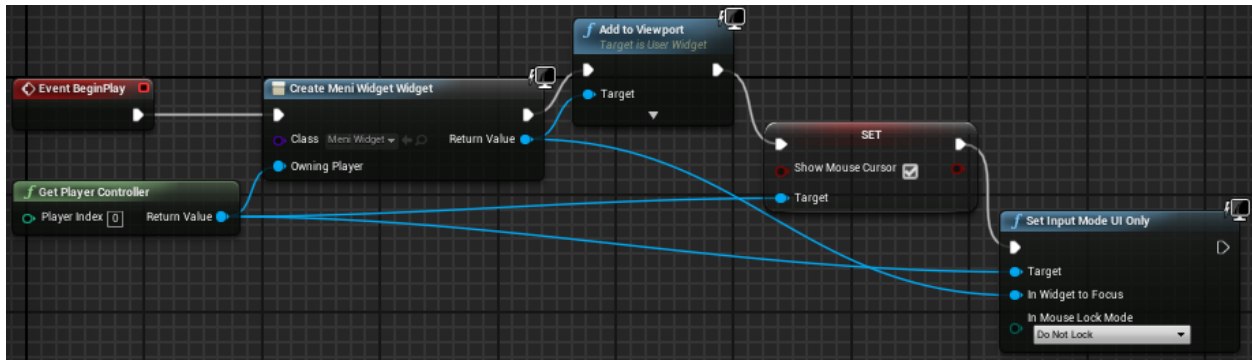 Event BeginPlay
Create Meni Widget Widget
Class Meni Widget Return Value
Owning Player
Get Player Controller
Player Index 0 Return Value
f Add to Viewport
Target is User Widget
Target
SET
Show Mouse Cursor
Target
f Set Input Mode UI Only
Target
In Widget to Focus
In Mouse Lock Mode
Do Not Lock